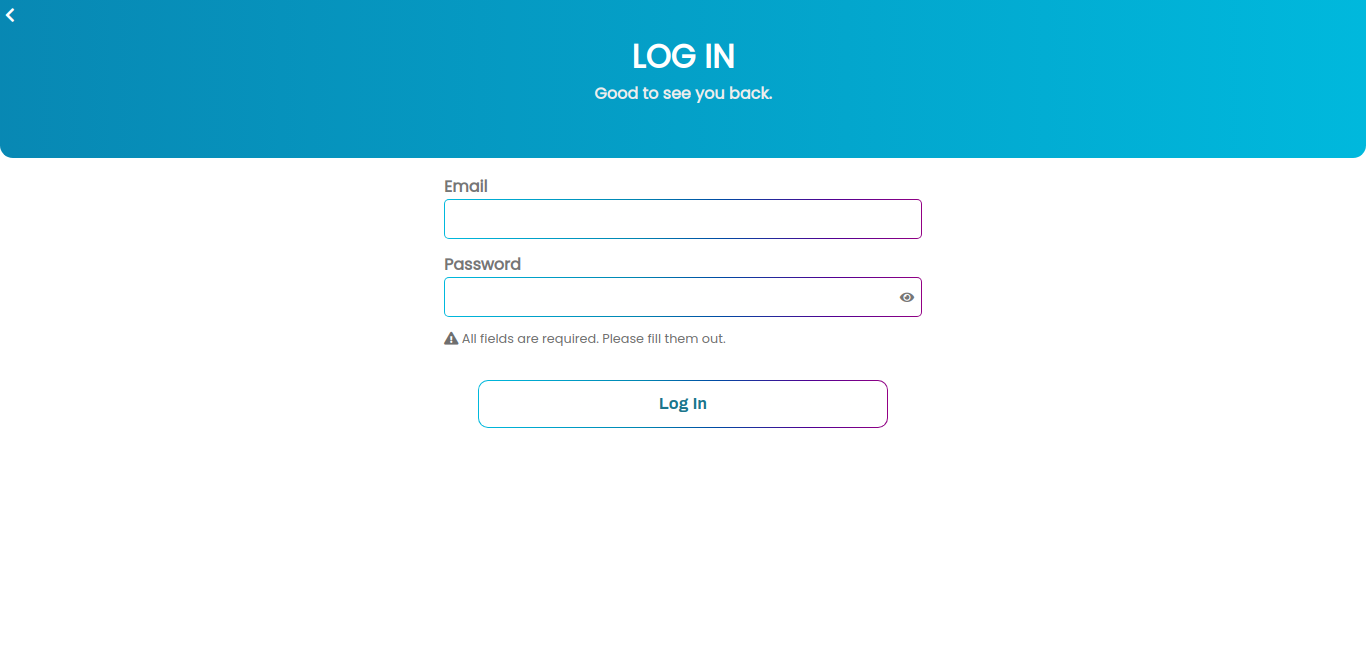 LOG IN
Good to see you back.
Email
Password
All fields are required. Please fill them out.
Log In